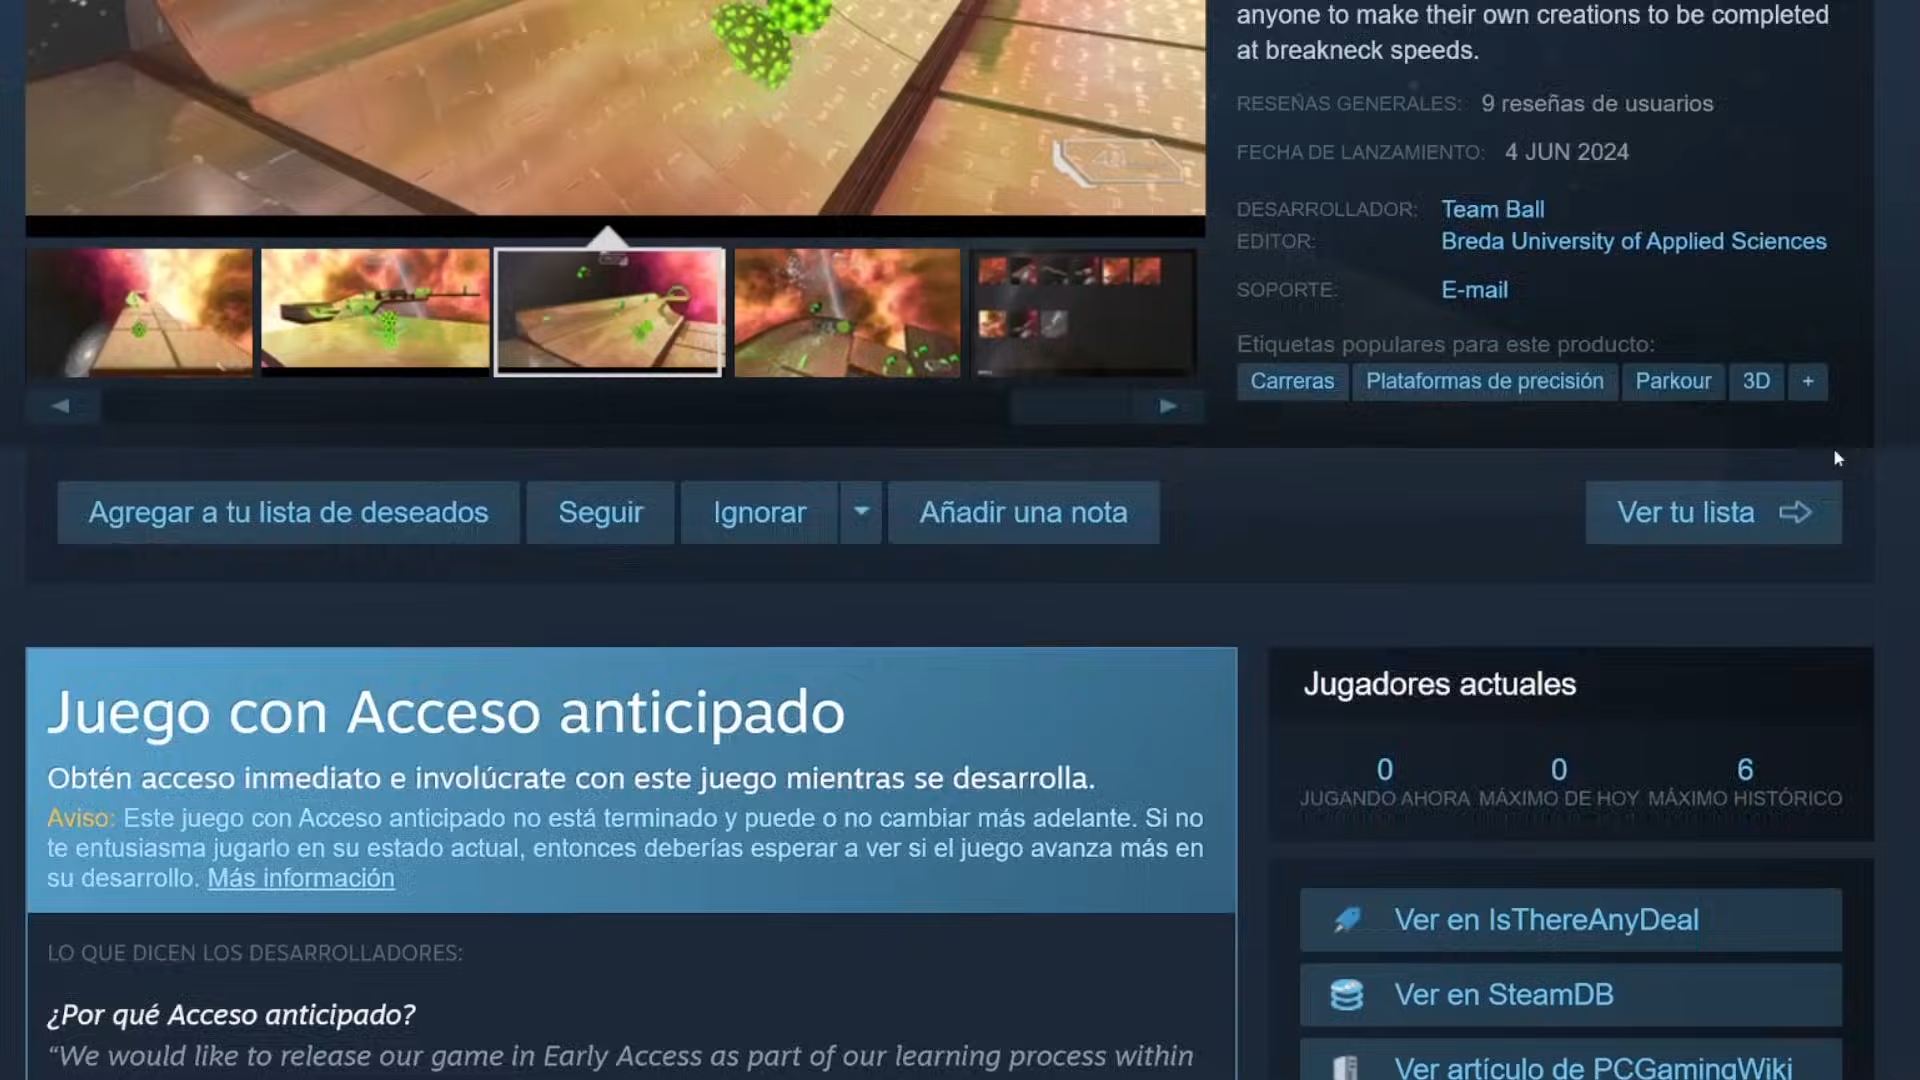 anyone to make their own creations to be completed
at breakneck speeds.
RESEÑAS GENERALES: 9 reseñas de usuarios
FECHA DE LANZAMIENTO: 4 JUN 2024
DESARROLLADOR: Team Ball
EDITOR: Breda University of Applied Sciences
SOPORTE: E-mail
Etiquetas populares para este producto:
Carreras Plataformas de precisión Parkour 3D +
Agregar a tu lista de deseados Seguir Ignorar Añadir una nota Ver tu lista
Juego con Acceso anticipado
Obtén acceso inmediato e involúcrate con este juego mientras se desarrolla.
Aviso: Este juego con Acceso anticipado no está terminado y puede o no cambiar más adelante. Si no
te entusiasma jugarlo en su estado actual, entonces deberías esperar a ver si el juego avanza más en
su desarrollo. Más información
LO QUE DICEN LOS DESARROLLADORES:
¿Por qué Acceso anticipado?
“We would like to release our game in Early Access as part of our learning process within
Jugadores actuales
0 0 6
JUGANDO AHORA MÁXIMO DE HOY MÁXIMO HISTÓRICO
Ver en IsThereAnyDeal
Ver en SteamDB
Ver artículo de PCGamingWiki